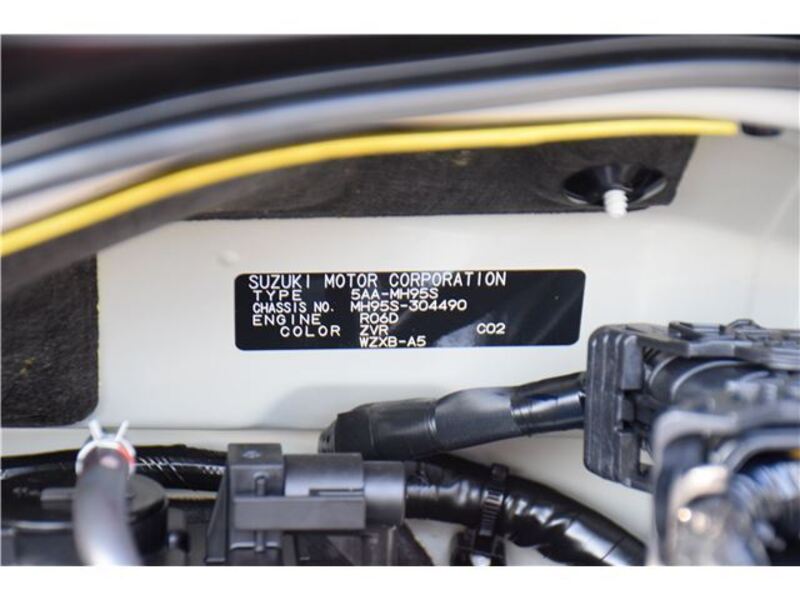 SUZUKI MOTOR CORPORATION
TYPE 5AA-MH95S
CHASSIS NO. MH95S-304490
ENGINE R06D
COLOR ZVR C02
WZXB-A5